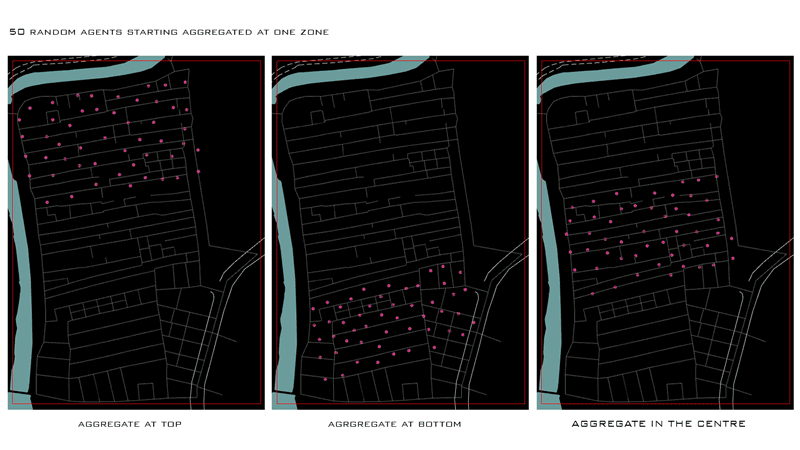 50 RANDOM AGENTS STARTING AGGREGATED AT ONE ZONE
AGGREGATE AT TOP
AGRGREGATE AT BOTTOM
AGGREGATE IN THE CENTRE